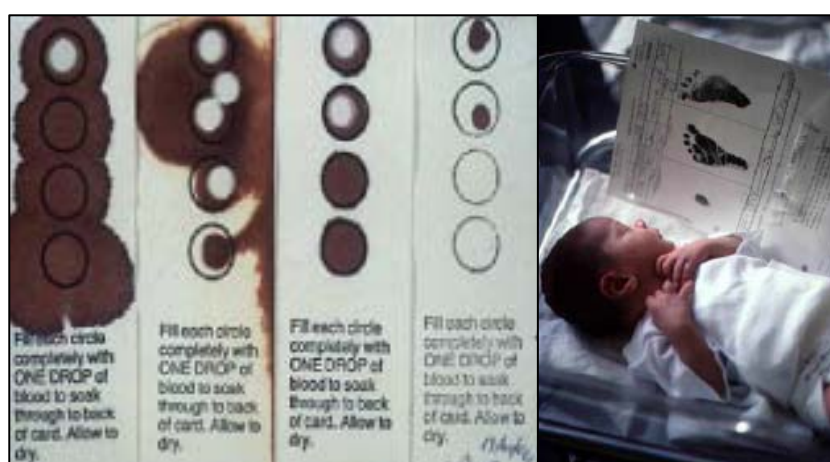 Fill each circle
completely with
ONE DROP of
blood to soak
through to back
of card. Allow to
dry.
Fill each circle
completely with
ONE DROP of
blood to soak
through to back
of card. Allow to
dry.
Fill each circle
completely with
ONE DROP of
blood to soak
through to back
of card. Allow to
dry.
Fill each circle
completely with
ONE DROP of
blood to soak
through to back
of card. Allow to
dry.